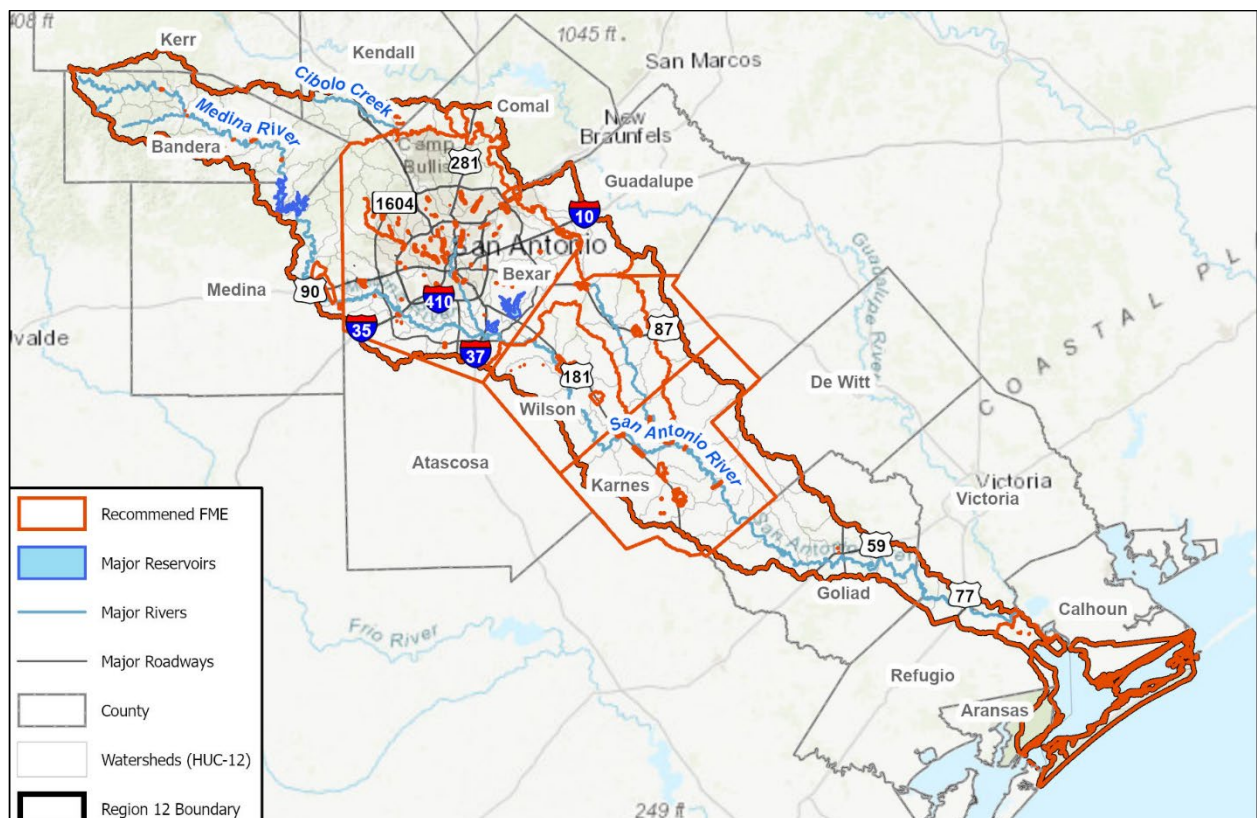 408 ft
Kerr
Kendall
1045 ft.
San Marcos
Cibolo Creek
Comal
Medina River
New
Braunfels
Bandera
Camp
Bullis
281
Guadalupe
1604
10
San Antonio
Guadalupe River
Bexar
Medina
90
410
COASTAL PL
35
87
valde
37
181
De Witt
Wilson
San Antonio River
Atascosa
Victoria
Karnes
Victoria
San Antonio
59
Goliad
77
Calhoun
Frio River
Refugio
Aransas
249 ft
Recommened FME
Major Reservoirs
Major Rivers
Major Roadways
County
Watersheds (HUC-12)
Region 12 Boundary